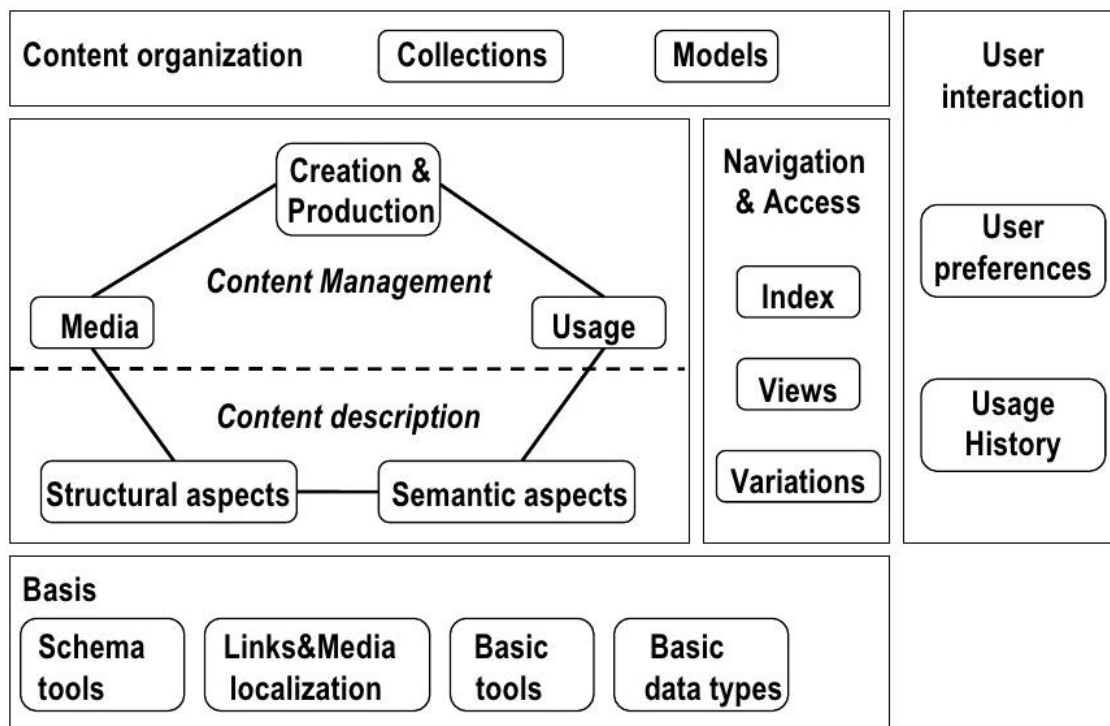 Content organization
Collections
Models
User
interaction
Creation &
Production
Content Management
Media
Usage
Content description
Structural aspects
Semantic aspects
Navigation
& Access
Index
Views
Variations
User
preferences
Usage
History
Basis
Schema
tools
Links&Media
localization
Basic
tools
Basic
data types